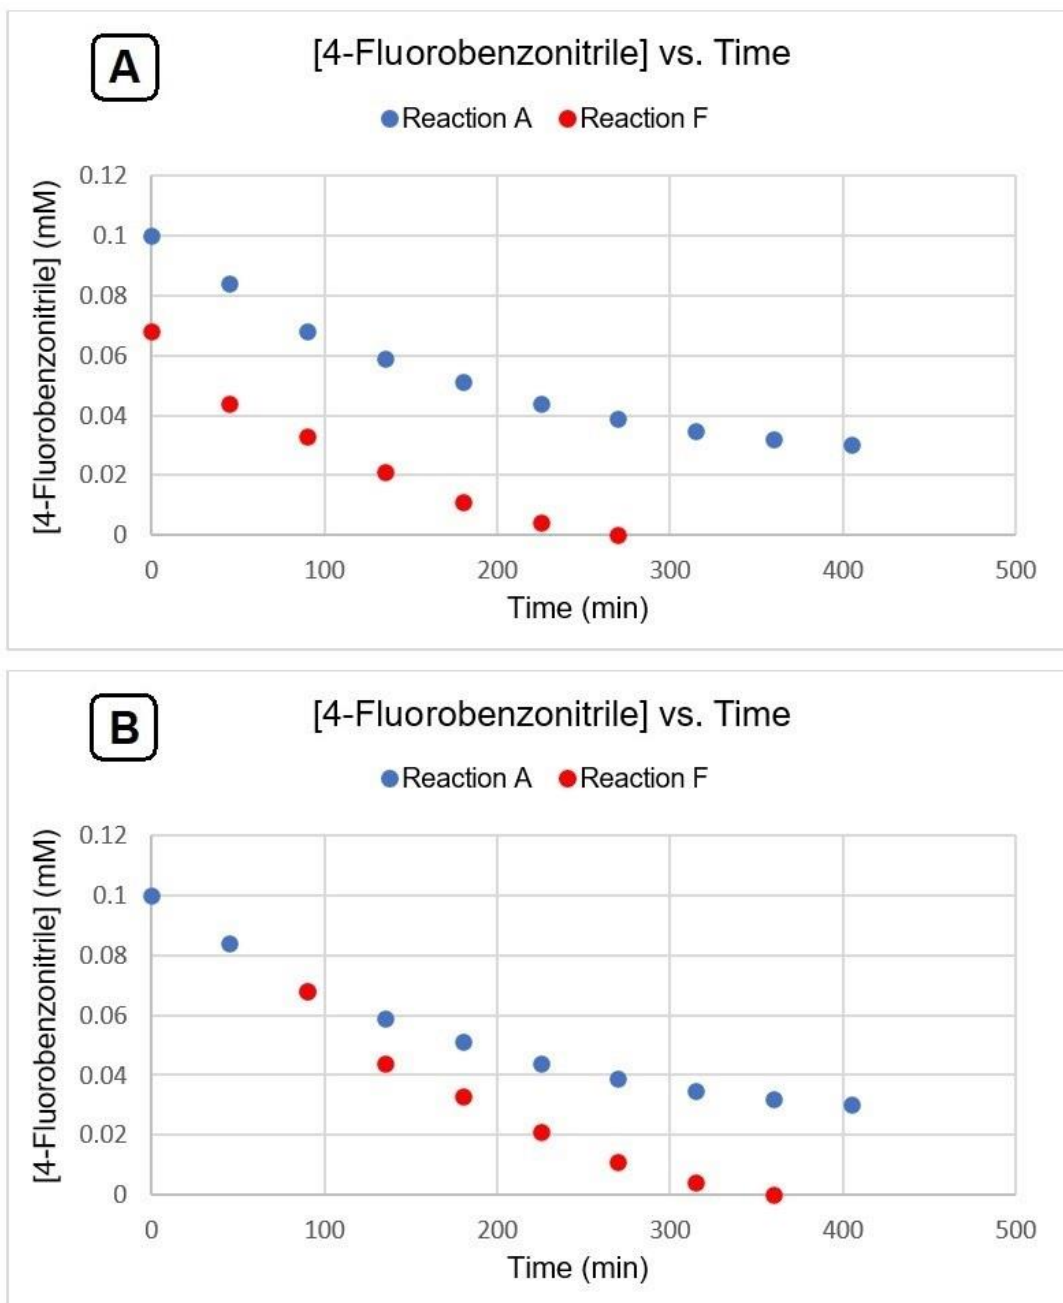 A
[4-Fluorobenzonitrile] vs. Time
Reaction A Reaction F
[4-Fluorobenzonitrile] (mM)
0.12
0.1
0.08
0.06
0.04
0.02
0
0 100 200 300 400 500
Time (min)
B
[4-Fluorobenzonitrile] vs. Time
Reaction A Reaction F
[4-Fluorobenzonitrile] (mM)
0.12
0.1
0.08
0.06
0.04
0.02
0
0 100 200 300 400 500
Time (min)